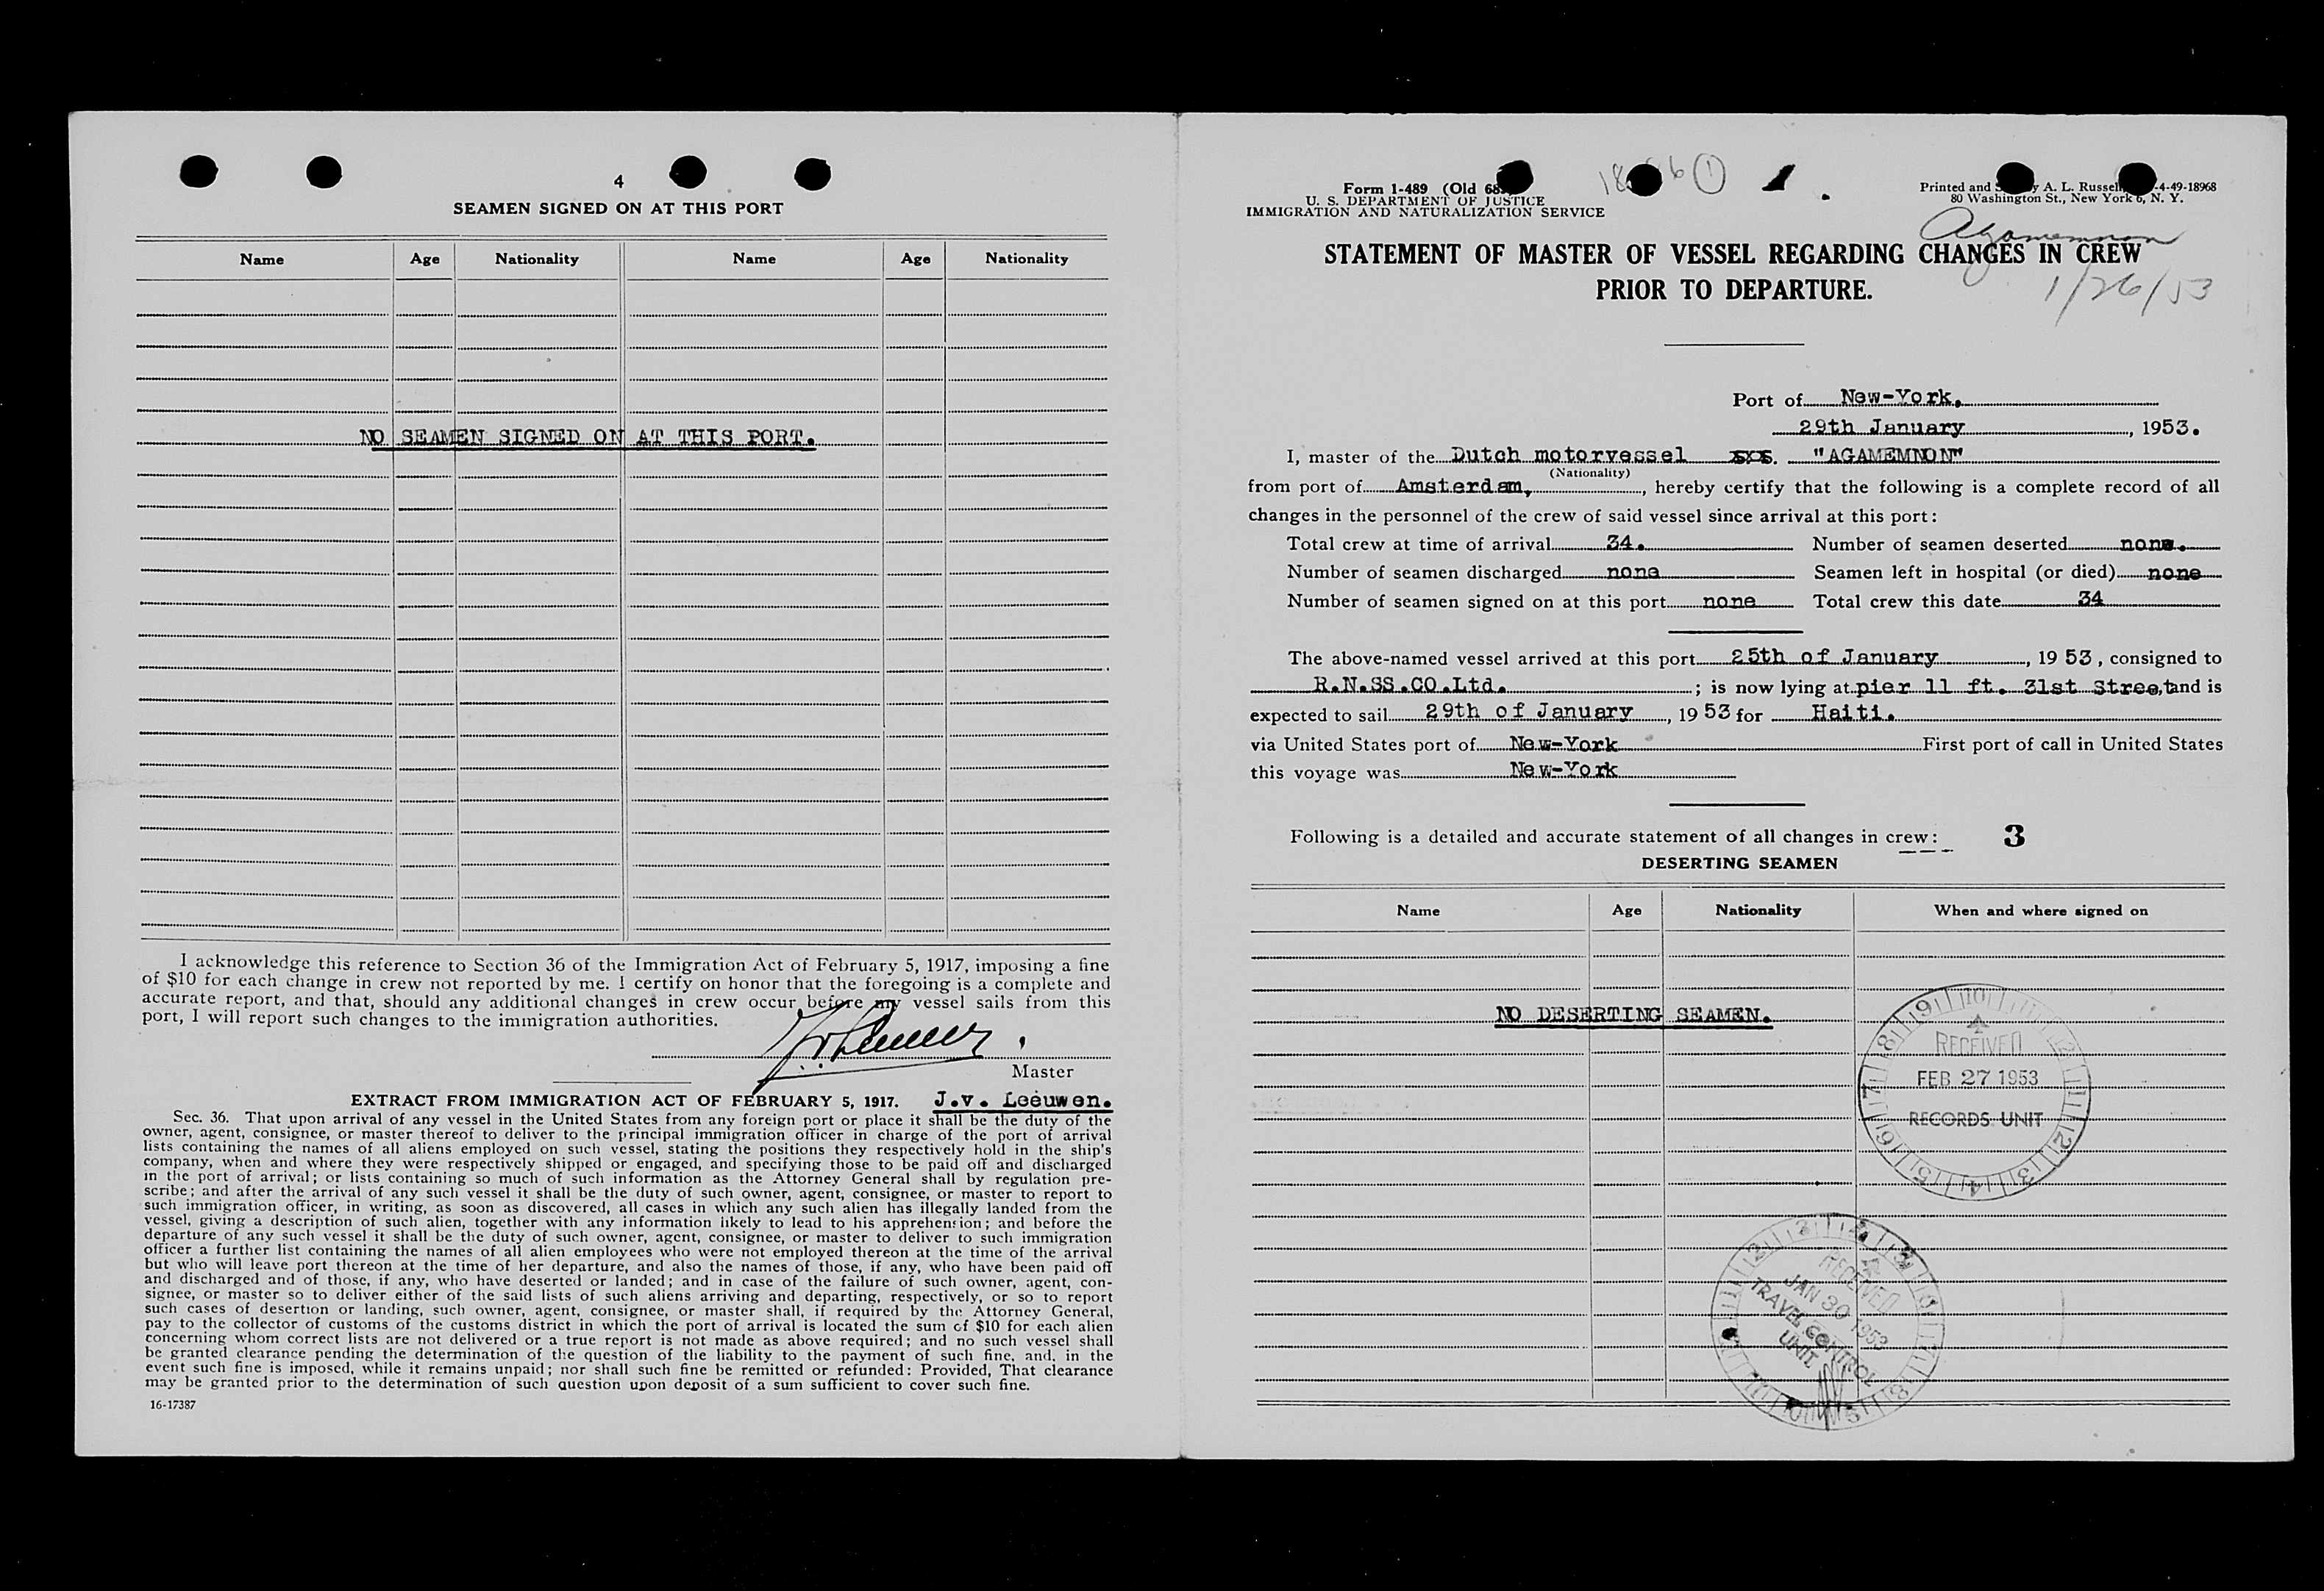 4
SEAMEN SIGNED ON AT THIS PORT
Name Age Nationality Name Age Nationality
NO SEAMEN SIGNED ON AT THIS PORT.
I acknowledge this reference to Section 36 of the Immigration Act of February 5, 1917, imposing a fine
of $10 for each change in crew not reported by me. I certify on honor that the foregoing is a complete and
accurate report, and that, should any additional changes in crew occur before my vessel sails from this
port, I will report such changes to the immigration authorities.
Master
EXTRACT FROM IMMIGRATION ACT OF FEBRUARY 5, 1917. J.v. Leeuwen.
Sec. 36. That upon arrival of any vessel in the United States from any foreign port or place it shall be the duty of the
owner, agent, consignee, or master thereof to deliver to the principal immigration officer in charge of the port of arrival
lists containing the names of all aliens employed on such vessel, stating the positions they respectively hold in the ship's
company, when and where they were respectively shipped or engaged, and specifying those to be paid off and discharged
in the port of arrival; or lists containing so much of such information as the Attorney General shall by regulation pre-
scribe; and after the arrival of any such vessel it shall be the duty of such owner, agent, consignee, or master to report to
such immigration officer, in writing, as soon as discovered, all cases in which any such alien has illegally landed from the
vessel, giving a description of such alien, together with any information likely to lead to his apprehension; and before the
departure of any such vessel it shall be the duty of such owner, agent, consignee, or master to deliver to such immigration
officer a further list containing the names of all alien employees who were not employed thereon at the time of the arrival
but who will leave port thereon at the time of her departure, and also the names of those, if any, who have been paid off
and discharged and of those, if any, who have deserted or landed; and in case of the failure of such owner, agent, con-
signee, or master so to deliver either of the said lists of such aliens arriving and departing, respectively, or so to report
such cases of desertion or landing, such owner, agent, consignee, or master shall, if required by the Attorney General,
pay to the collector of customs of the customs district in which the port of arrival is located the sum of $10 for each alien
concerning whom correct lists are not delivered or a true report is not made as above required; and no such vessel shall
be granted clearance pending the determination of the question of the liability to the payment of such fine, and, in the
event such fine is imposed, while it remains unpaid; nor shall such fine be remitted or refunded: Provided, That clearance
may be granted prior to the determination of such question upon deposit of a sum sufficient to cover such fine.
16-17387
Form 1-489 (Old
U. S. DEPARTMENT OF JUSTICE
IMMIGRATION AND NATURALIZATION SERVICE
1
Printed and A. L. Russell -4-49-18968
80 Washington St., New York 6, N. Y.
Agamemnon
STATEMENT OF MASTER OF VESSEL REGARDING CHANGES IN CREW
PRIOR TO DEPARTURE.
1/26/53
Port of New-York.
29th January, 1953.
I, master of the Dutch motorvessel "AGAMEMNON"
(Nationality)
from port of Amsterdam, hereby certify that the following is a complete record of all
changes in the personnel of the crew of said vessel since arrival at this port:
Total crew at time of arrival 34. Number of seamen deserted none.
Number of seamen discharged none Seamen left in hospital (or died) none
Number of seamen signed on at this port none Total crew this date 34
The above-named vessel arrived at this port 25th of January, 1953, consigned to
R.N.SS.CO.Ltd.; is now lying at pier 11 ft. 31st Street, and is
expected to sail 29th of January, 1953 for Haiti.
via United States port of New-York First port of call in United States
this voyage was New-York
Following is a detailed and accurate statement of all changes in crew: 3
DESERTING SEAMEN
Name Age Nationality When and where signed on
NO DESERTING SEAMEN.
RECEIVED
FEB 27 1953
RECORDS UNIT
RECEIVED
JAN 30 1953
TRAVEL CONTROL
UNIT